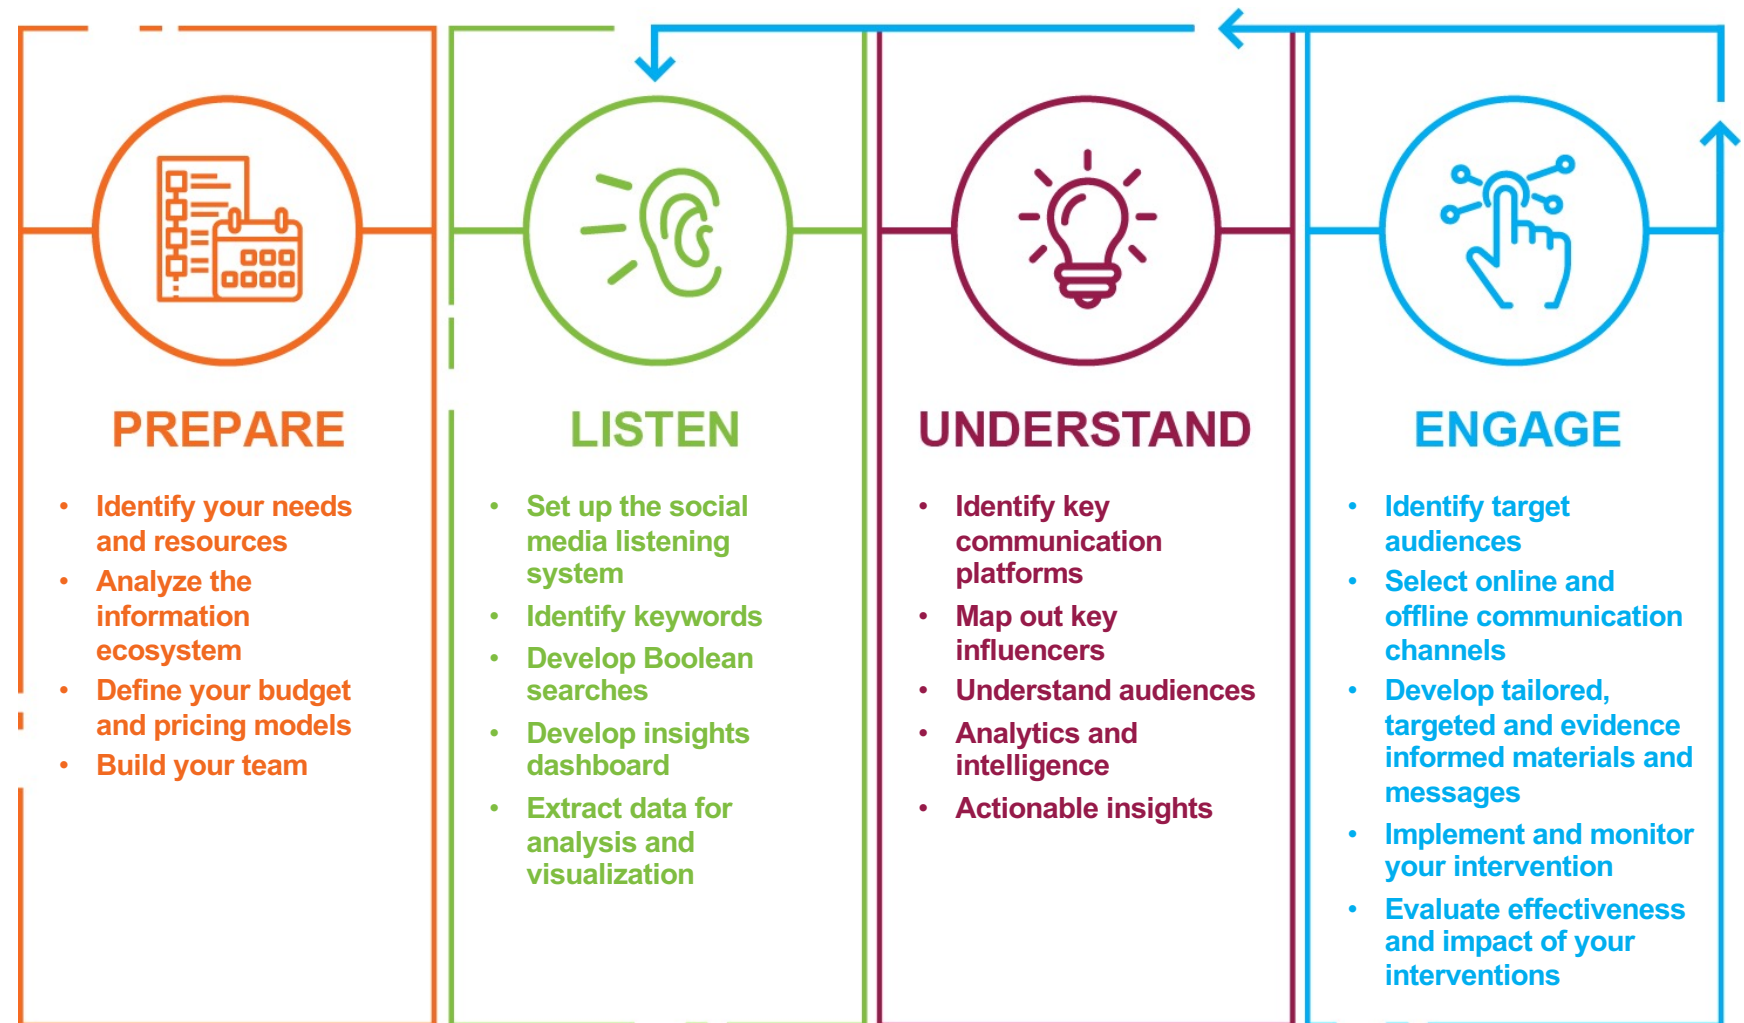 PREPARE
• Identify your needs
and resources
• Analyze the
information
ecosystem
• Define your budget
and pricing models
• Build your team
LISTEN
• Set up the social
media listening
system
• Identify keywords
• Develop Boolean
searches
• Develop insights
dashboard
• Extract data for
analysis and
visualization
UNDERSTAND
• Identify key
communication
platforms
• Map out key
influencers
• Understand audiences
• Analytics and
intelligence
• Actionable insights
ENGAGE
• Identify target
audiences
• Select online and
offline communication
channels
• Develop tailored,
targeted and evidence
informed materials and
messages
• Implement and monitor
your intervention
• Evaluate effectiveness
and impact of your
interventions